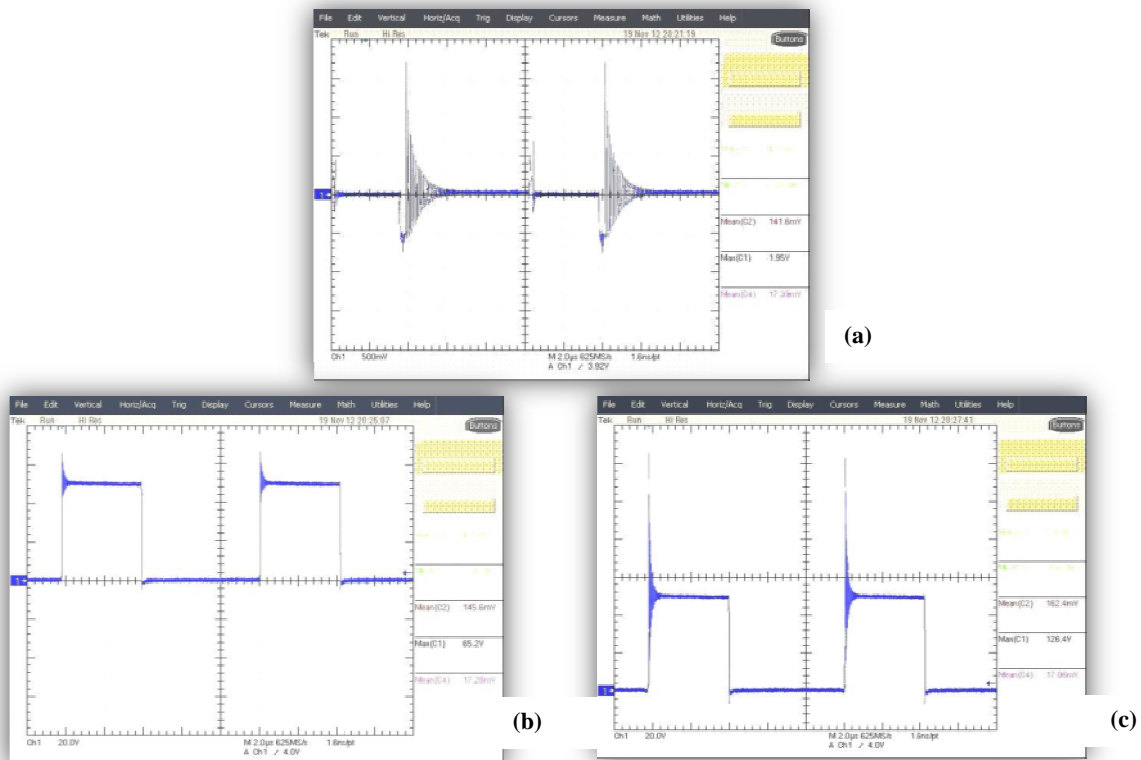 File Edit Vertical Horiz/Acq Trig Display Cursors Measure Math Utilities Help
Tek Run Hi Res 19 Nov 12 20:21:19
Buttons
Mean(C2) 141.6mV
Max(C1) 1.95V
Mean(C4) 17.38mV
1
Ch1 500mV M 2.0µs 625MS/s 1.6ns/pt
A Ch1 / 3.92V
(a)
File Edit Vertical Horiz/Acq Trig Display Cursors Measure Math Utilities Help
Tek Run Hi Res 19 Nov 12 20:25:07
Buttons
1
Mean(C2) 145.6mV
Max(C1) 65.2V
Mean(C4) 17.28mV
Ch1 20.0V M 2.0µs 625MS/s 1.6ns/pt
A Ch1 / 4.0V
(b)
File Edit Vertical Horiz/Acq Trig Display Cursors Measure Math Utilities Help
Tek Run Hi Res 19 Nov 12 20:27:41
Buttons
Mean(C2) 162.4mV
Max(C1) 126.4V
Mean(C4) 17.06mV
1
Ch1 20.0V M 2.0µs 625MS/s 1.6ns/pt
A Ch1 / 4.0V
(c)